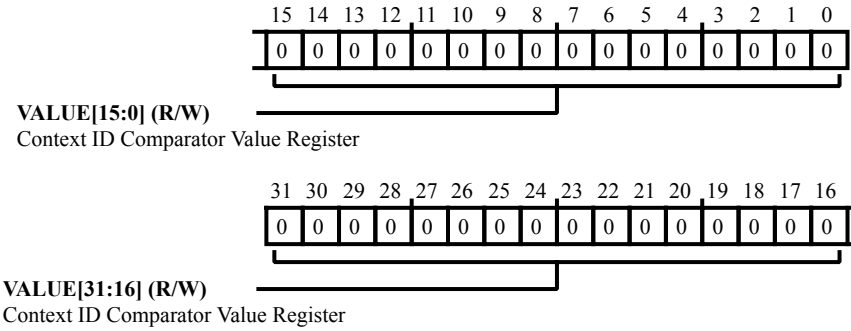 15 14 13 12 11 10 9 8 7 6 5 4 3 2 1 0
0 0 0 0 0 0 0 0 0 0 0 0 0 0 0 0
VALUE[15:0] (R/W)
Context ID Comparator Value Register
31 30 29 28 27 26 25 24 23 22 21 20 19 18 17 16
0 0 0 0 0 0 0 0 0 0 0 0 0 0 0 0
VALUE[31:16] (R/W)
Context ID Comparator Value Register